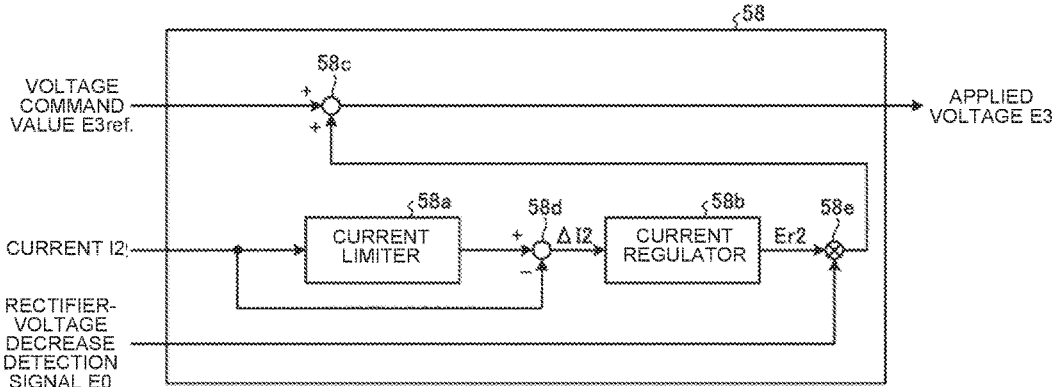 58
58c
VOLTAGE
COMMAND
VALUE E3ref.
+
+
APPLIED
VOLTAGE E3
58a
58d
58b
58e
CURRENT I2
CURRENT
LIMITER
+
−
ΔI2
CURRENT
REGULATOR
Er2
RECTIFIER-
VOLTAGE
DECREASE
DETECTION
SIGNAL E0